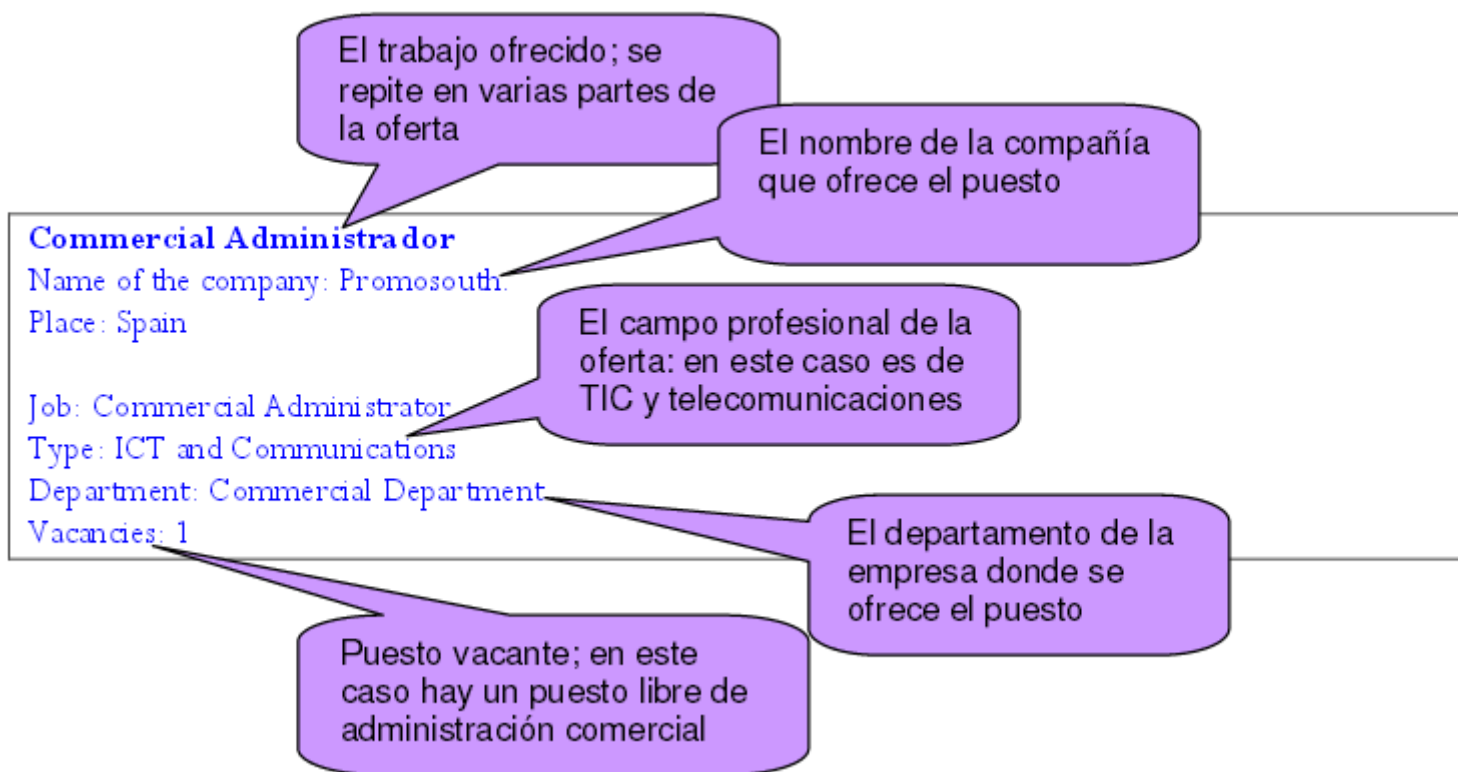 El trabajo ofrecido; se
repite en varias partes de
la oferta
El nombre de la compañía
que ofrece el puesto
Commercial Administrador
Name of the company: Promosouth.
Place: Spain
El campo profesional de la
oferta: en este caso es de
TIC y telecomunicaciones
Job: Commercial Administrator
Type: ICT and Communications
Department: Commercial Department
Vacancies: 1
El departamento de la
empresa donde se
ofrece el puesto
Puesto vacante; en este
caso hay un puesto libre de
administración comercial